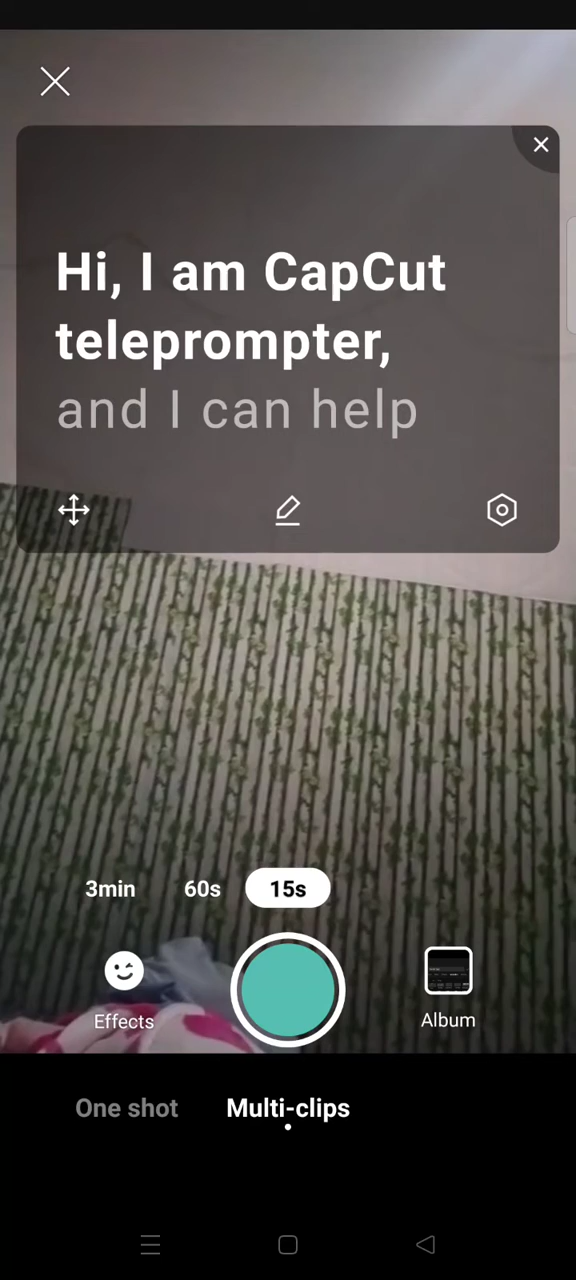 Hi, I am CapCut
teleprompter,
and I can help
3min 60s 15s
Effects
Album
One shot Multi-clips